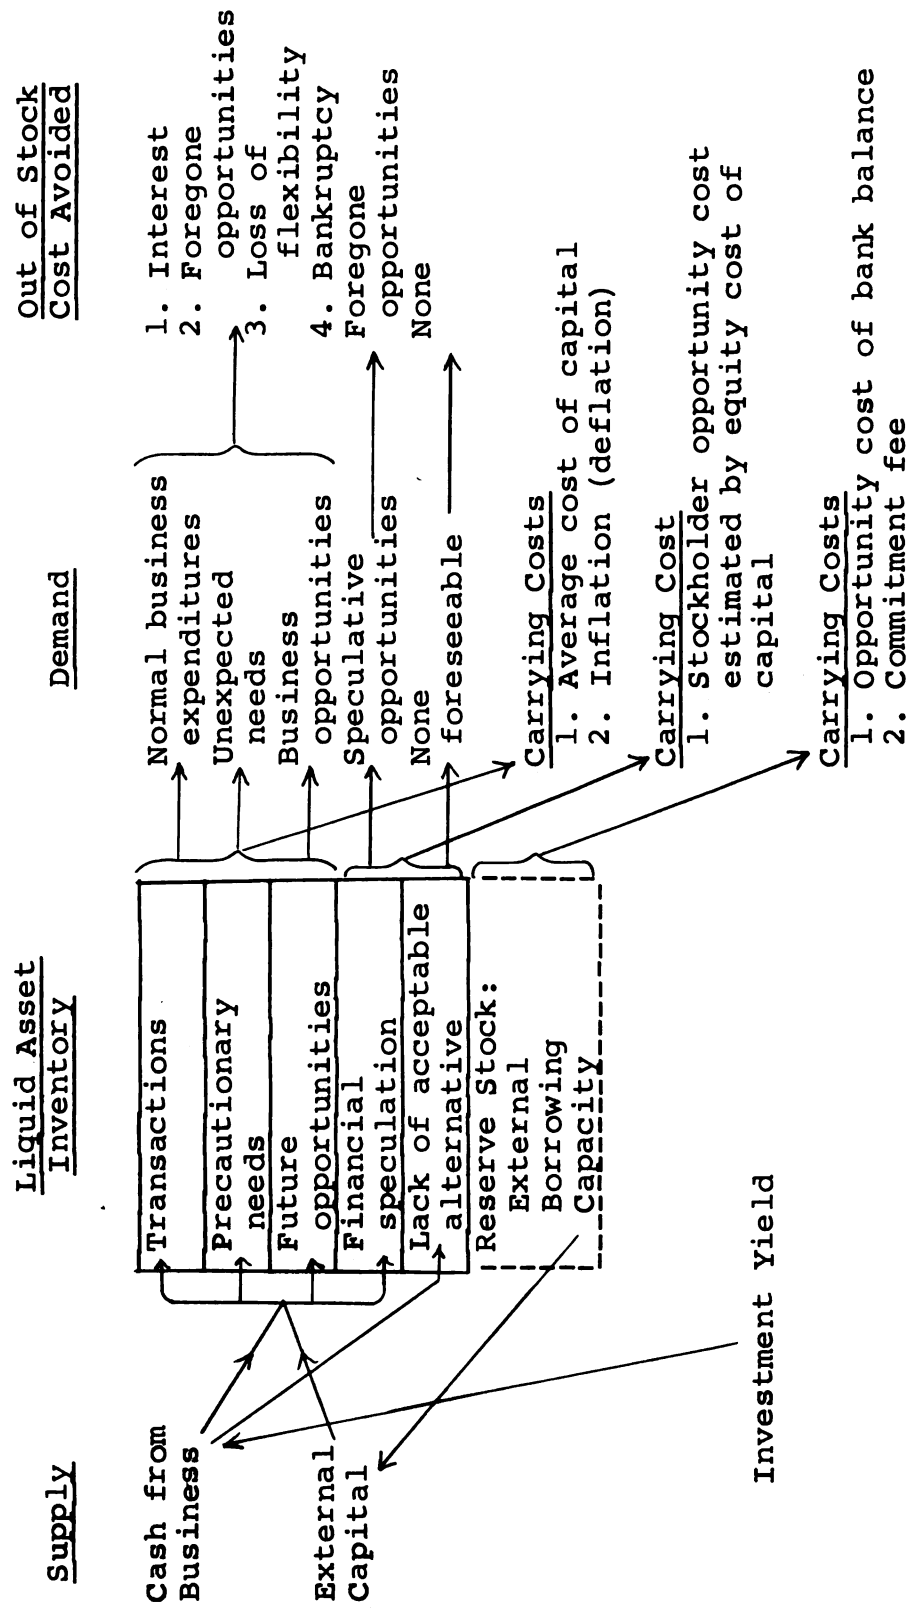 Supply
Cash from
Business
External
Capital
Investment Yield
Liquid Asset
Inventory
Transactions
Precautionary
needs
Future
opportunities
Financial
speculation
Lack of acceptable
alternative
Reserve Stock:
External
Borrowing
Capacity
Demand
Normal business
expenditures
Unexpected
needs
Business
opportunities
Speculative
opportunities
None
foreseeable
Carrying Costs
1. Average cost of capital
2. Inflation (deflation)
Carrying Cost
1. Stockholder opportunity cost
estimated by equity cost of
capital
Carrying Costs
1. Opportunity cost of bank balance
2. Commitment fee
Out of Stock
Cost Avoided
1. Interest
2. Foregone
opportunities
3. Loss of
flexibility
4. Bankruptcy
Foregone
opportunities
None